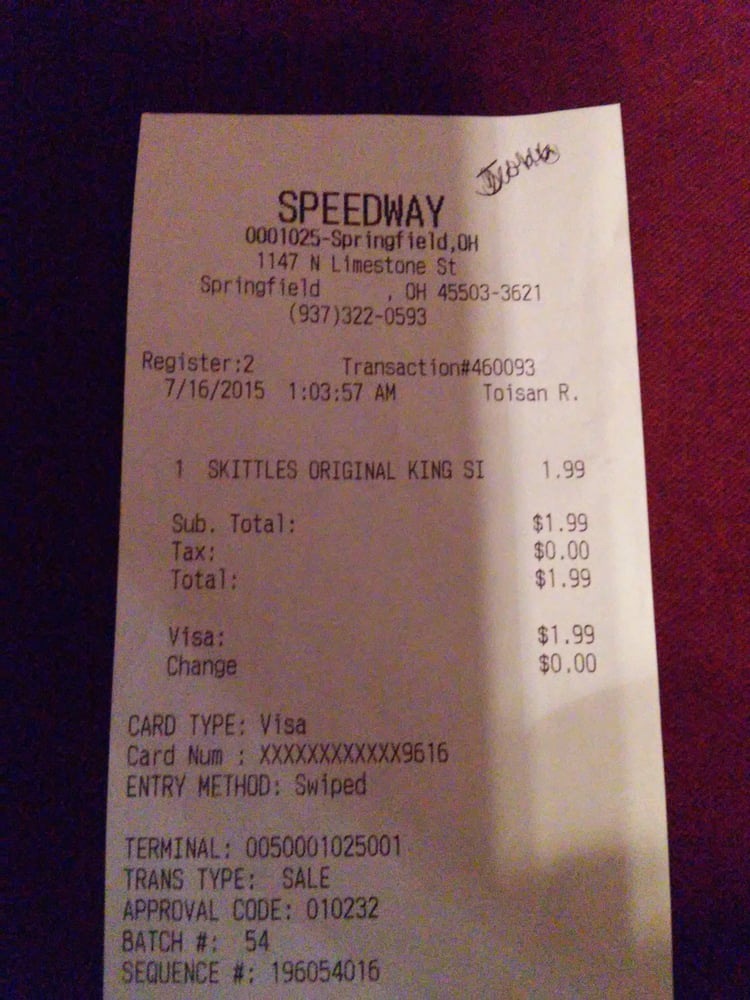 SPEEDWAY
0001025-Springfield,OH
1147 N Limestone St
Springfield , OH 45503-3621
(937)322-0593
Register:2 Transaction#460093
7/16/2015 1:03:57 AM Toisan R.
1 SKITTLES ORIGINAL KING SI 1.99
Sub. Total: $1.99
Tax: $0.00
Total: $1.99
Visa: $1.99
Change $0.00
CARD TYPE: Visa
Card Num : XXXXXXXXXXXX9616
ENTRY METHOD: Swiped
TERMINAL: 0050001025001
TRANS TYPE: SALE
APPROVAL CODE: 010232
BATCH #: 54
SEQUENCE #: 196054016